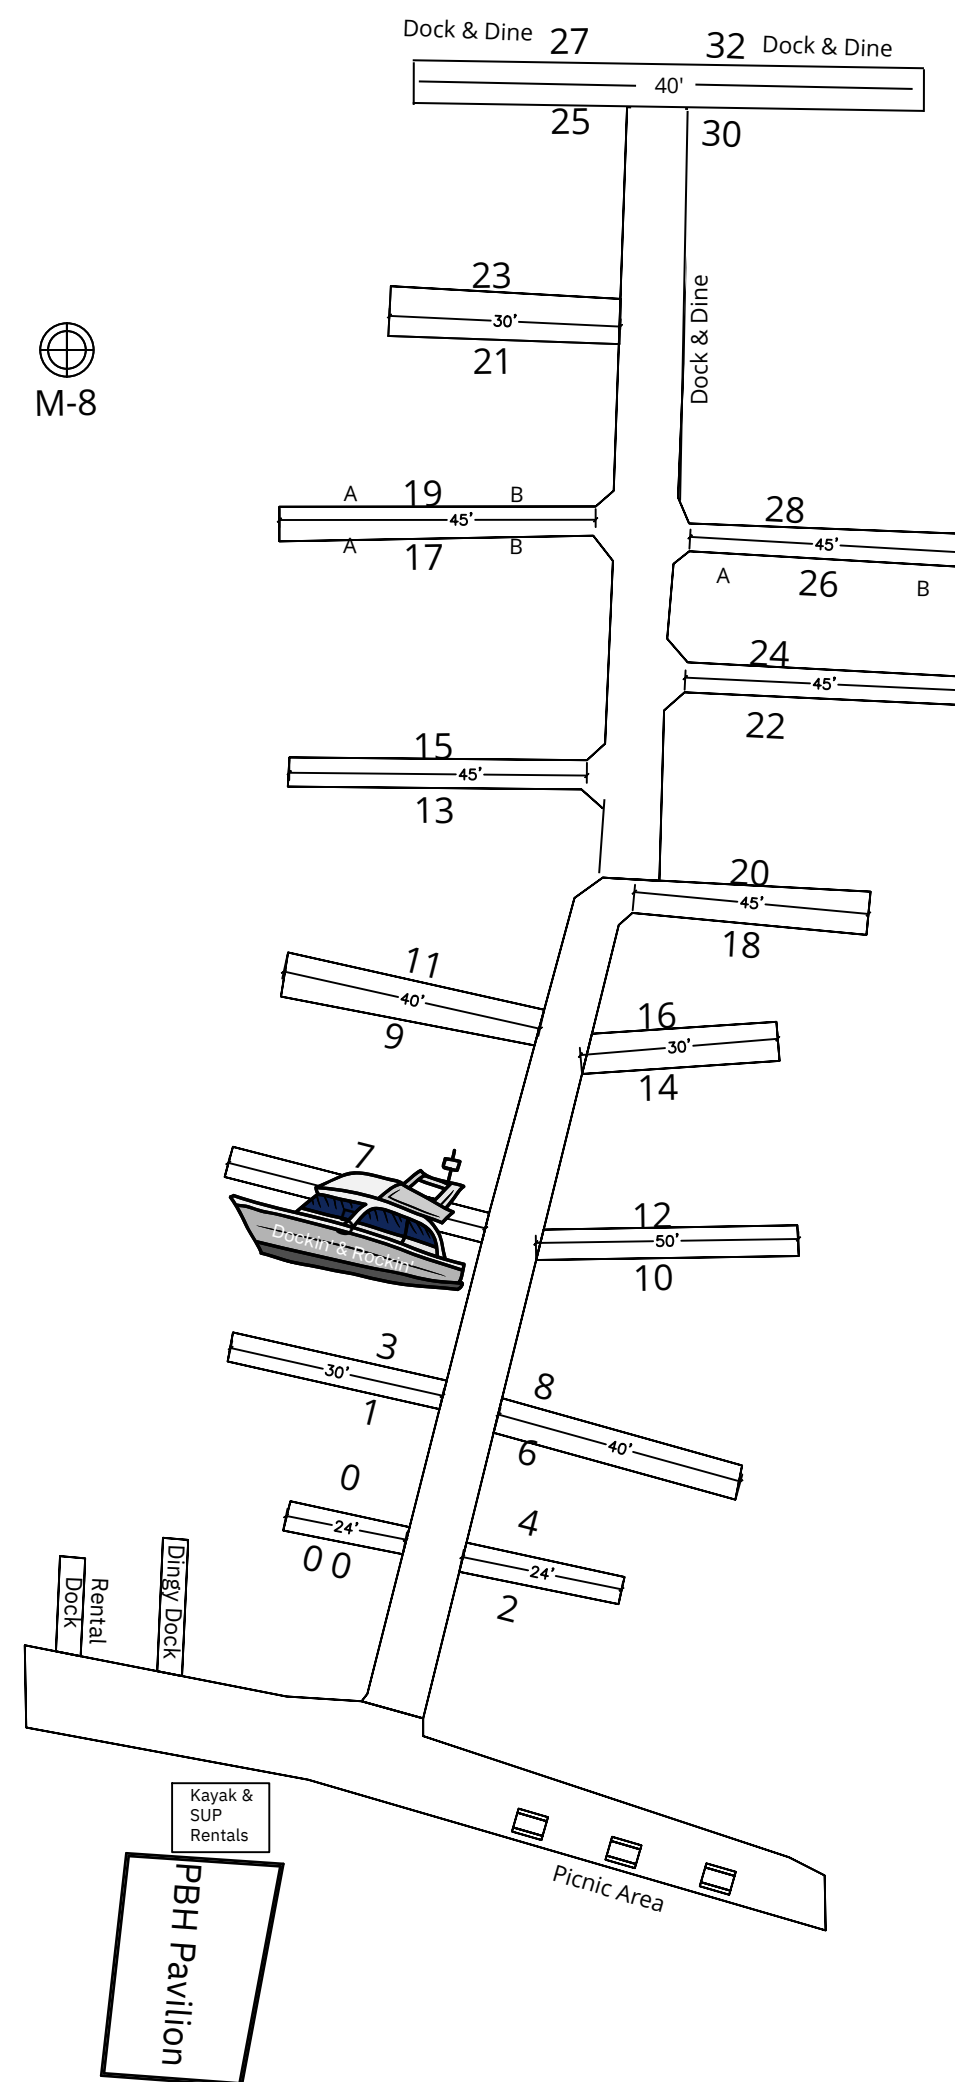 Dock & Dine 27 32 Dock & Dine
40'
25 30
23
30'
21
Dock & Dine
M-8
A 19 B
45'
A 17 B
28
45'
A 26 B
24
45'
22
15
45'
13
20
45'
18
11
40'
9
16
30'
14
7
Dockin' & Rockin'
12
50'
10
3
30'
1
8
40'
6
0
24'
0 0
4
24'
2
Rental
Dock
Dingy Dock
Kayak &
SUP
Rentals
Picnic Area
PBH Pavilion